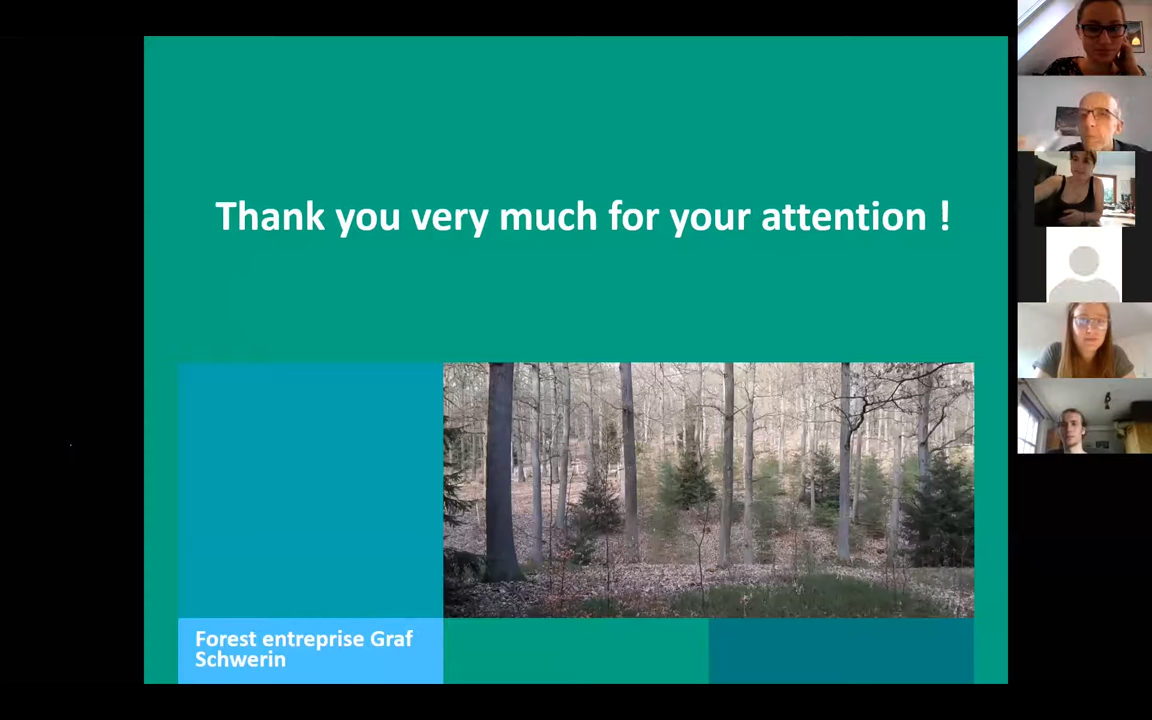 Thank you very much for your attention !
Forest entreprise Graf
Schwerin